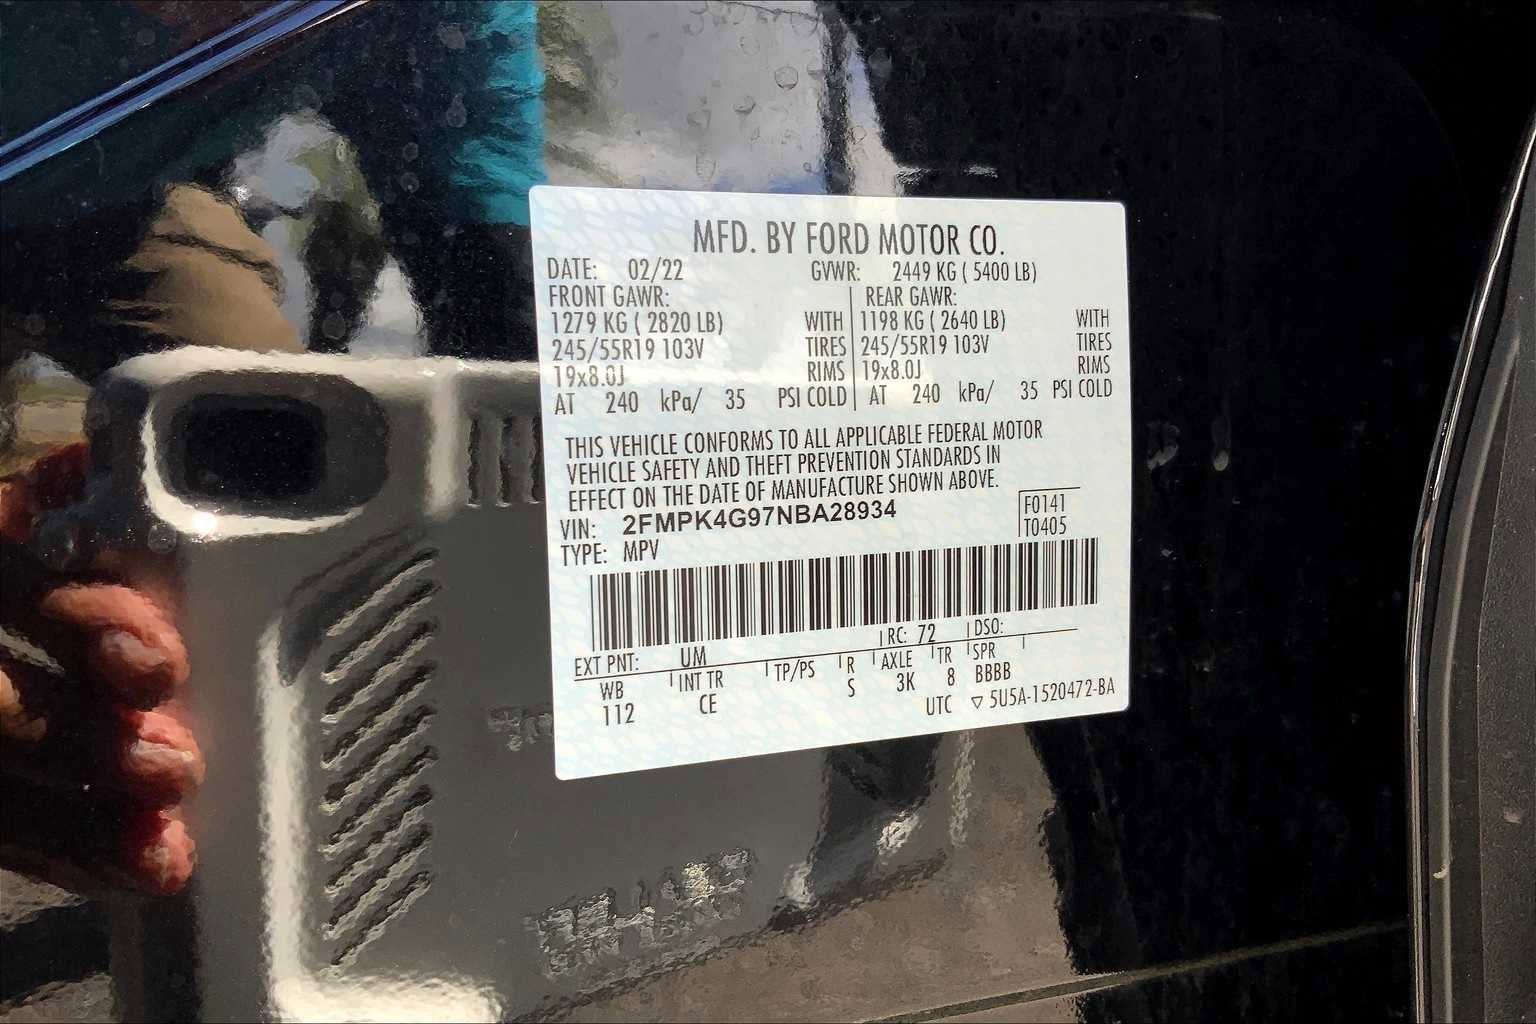 MFD. BY FORD MOTOR CO.
DATE: 02/22 GVWR: 2449 KG ( 5400 LB)
FRONT GAWR: REAR GAWR:
1279 KG ( 2820 LB) WITH 1198 KG ( 2640 LB) WITH
245/55R19 103V TIRES 245/55R19 103V TIRES
19x8.0J RIMS 19x8.0J RIMS
AT 240 kPa/ 35 PSI COLD AT 240 kPa/ 35 PSI COLD
THIS VEHICLE CONFORMS TO ALL APPLICABLE FEDERAL MOTOR
VEHICLE SAFETY AND THEFT PREVENTION STANDARDS IN
EFFECT ON THE DATE OF MANUFACTURE SHOWN ABOVE.
VIN: 2FMPK4G97NBA28934 F0141
TYPE: MPV T0405
EXT PNT: UM RC: 72 DSO:
WB INT TR TP/PS R AXLE TR SPR
112 CE S 3K 8 BBBB
UTC ▽ 5U5A-1520472-BA